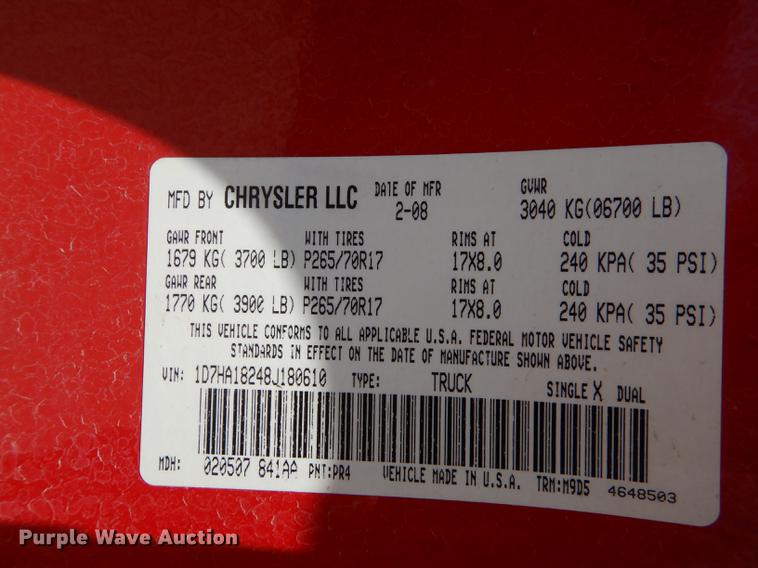 MFD BY CHRYSLER LLC DATE OF MFR GVWR
2-08 3040 KG(06700 LB)
GAWR FRONT WITH TIRES RIMS AT COLD
1679 KG( 3700 LB) P265/70R17 17X8.0 240 KPA( 35 PSI)
GAWR REAR WITH TIRES RIMS AT COLD
1770 KG( 3900 LB) P265/70R17 17X8.0 240 KPA( 35 PSI)
THIS VEHICLE CONFORMS TO ALL APPLICABLE U.S.A. FEDERAL MOTOR VEHICLE SAFETY
STANDARDS IN EFFECT ON THE DATE OF MANUFACTURE SHOWN ABOVE.
VIN: 1D7HA18248J180610 TYPE: TRUCK SINGLE X DUAL
MDH: 020507 841AA PNT:PR4 VEHICLE MADE IN U.S.A. TRM:M9D5 4648503
Purple Wave Auction